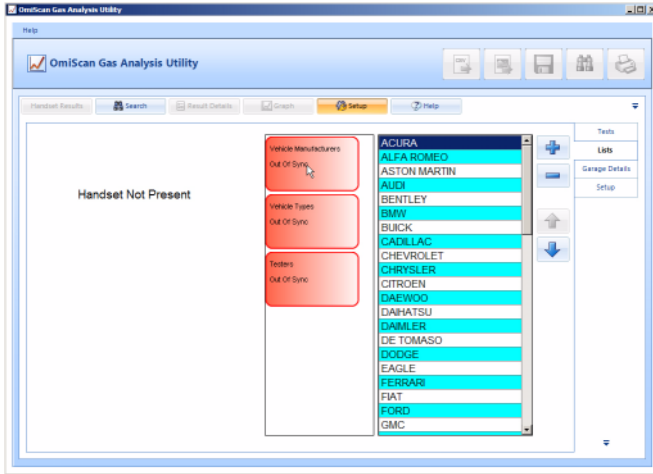 OmiScan Gas Analysis Utility
Help
OmiScan Gas Analysis Utility
Handset Results
Search
Result Details
Graph
Setup
Help
Handset Not Present
Vehicle Manufacturers
Out Of Sync
Vehicle Types
Out Of Sync
Testers
Out Of Sync
ACURA
ALFA ROMEO
ASTON MARTIN
AUDI
BENTLEY
BMW
BUICK
CADILLAC
CHEVROLET
CHRYSLER
CITROEN
DAEWOO
DAIHATSU
DAIMLER
DE TOMASO
DODGE
EAGLE
FERRARI
FIAT
FORD
GMC
Tests
Lists
Garage Details
Setup